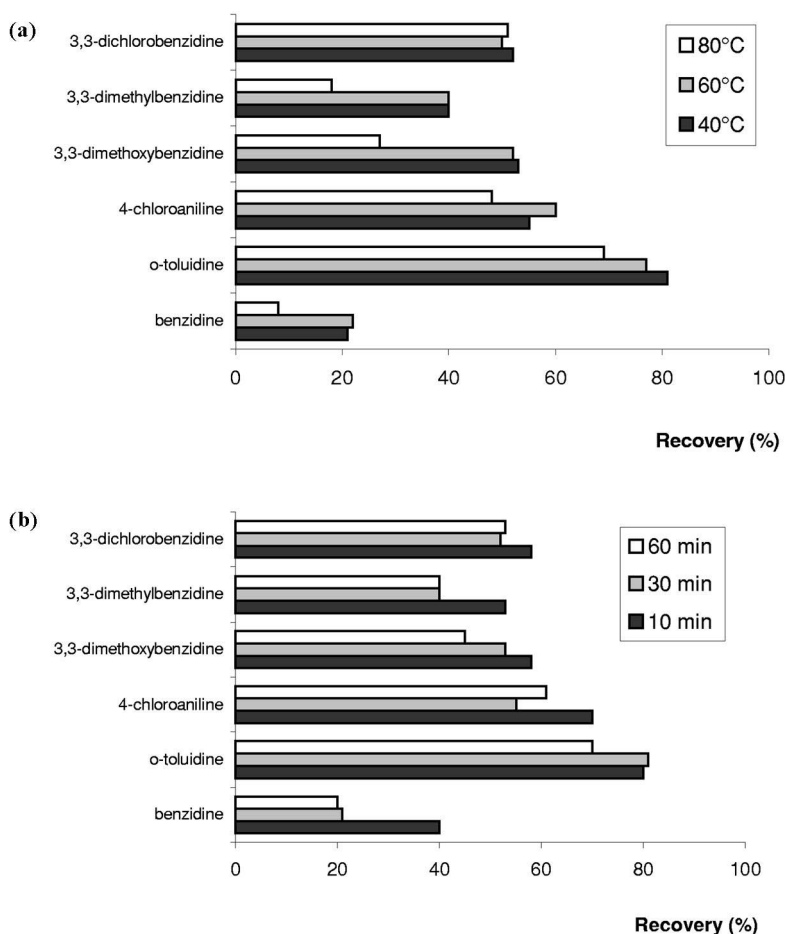 (a)
3,3-dichlorobenzidine
3,3-dimethylbenzidine
3,3-dimethoxybenzidine
4-chloroaniline
o-toluidine
benzidine
80°C
60°C
40°C
0 20 40 60 80 100
Recovery (%)
(b)
3,3-dichlorobenzidine
3,3-dimethylbenzidine
3,3-dimethoxybenzidine
4-chloroaniline
o-toluidine
benzidine
60 min
30 min
10 min
0 20 40 60 80 100
Recovery (%)